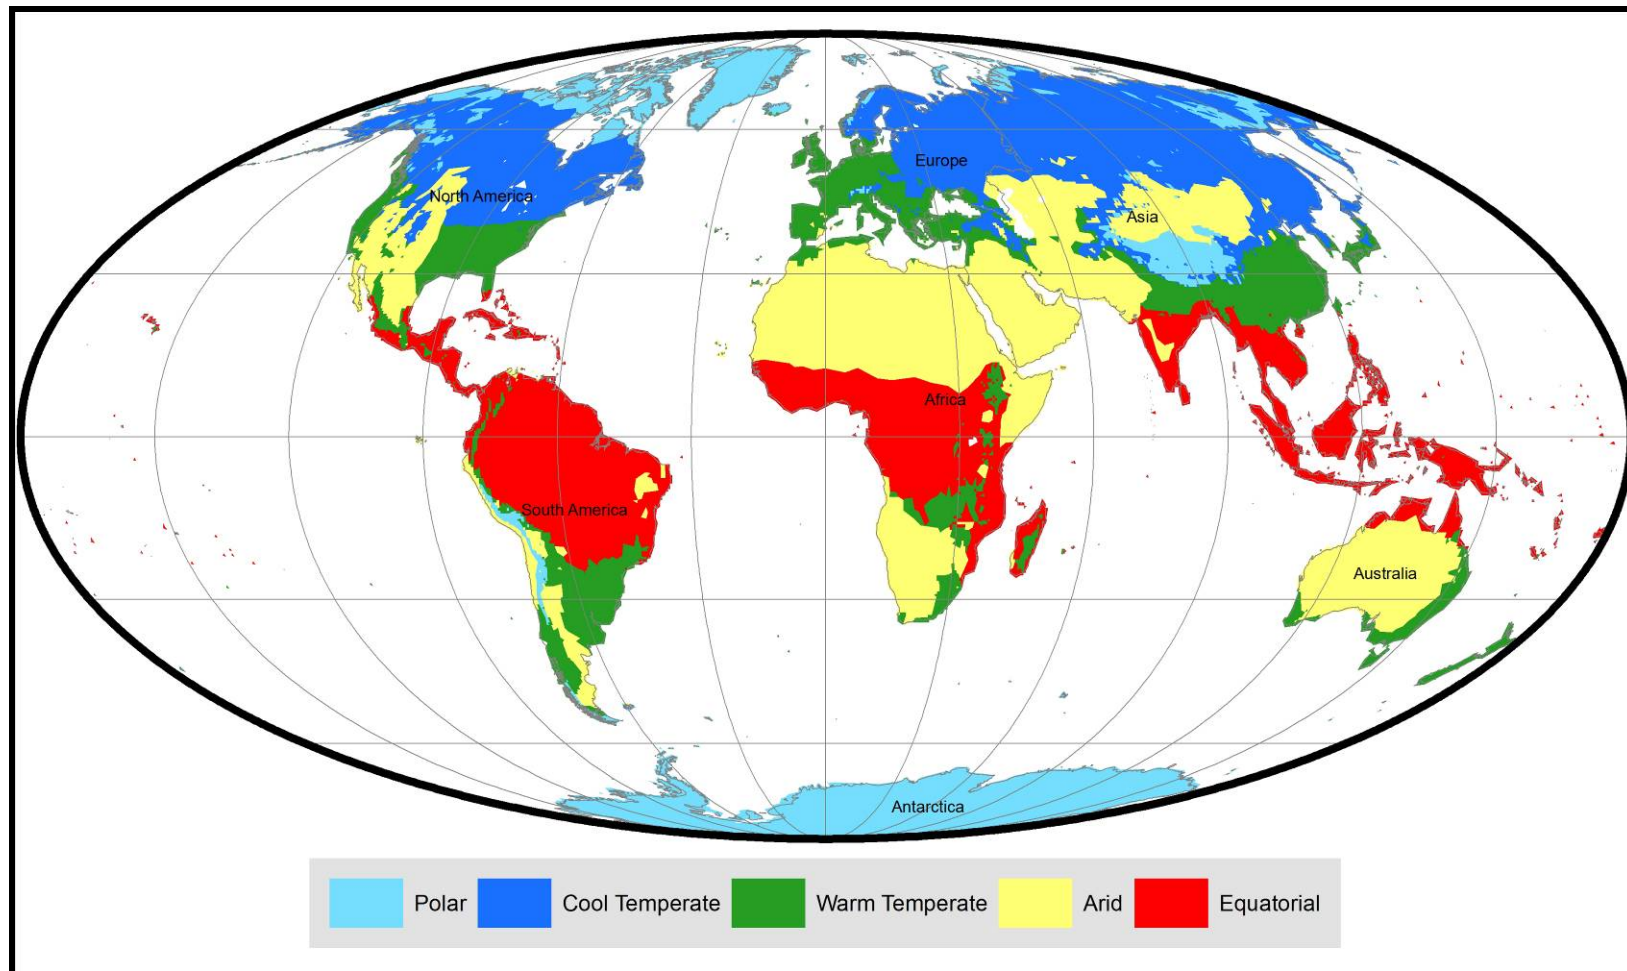 Europe
North America
Asia
Africa
South America
Australia
Antarctica
Polar
Cool Temperate
Warm Temperate
Arid
Equatorial